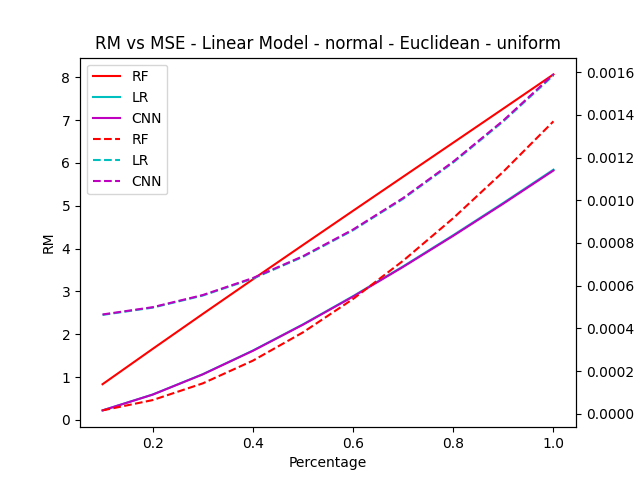 RM vs MSE - Linear Model - normal - Euclidean - uniform
RF
LR
CNN
RF
LR
CNN
RM
8
7
6
5
4
3
2
1
0
0.0016
0.0014
0.0012
0.0010
0.0008
0.0006
0.0004
0.0002
0.0000
0.2 0.4 0.6 0.8 1.0
Percentage